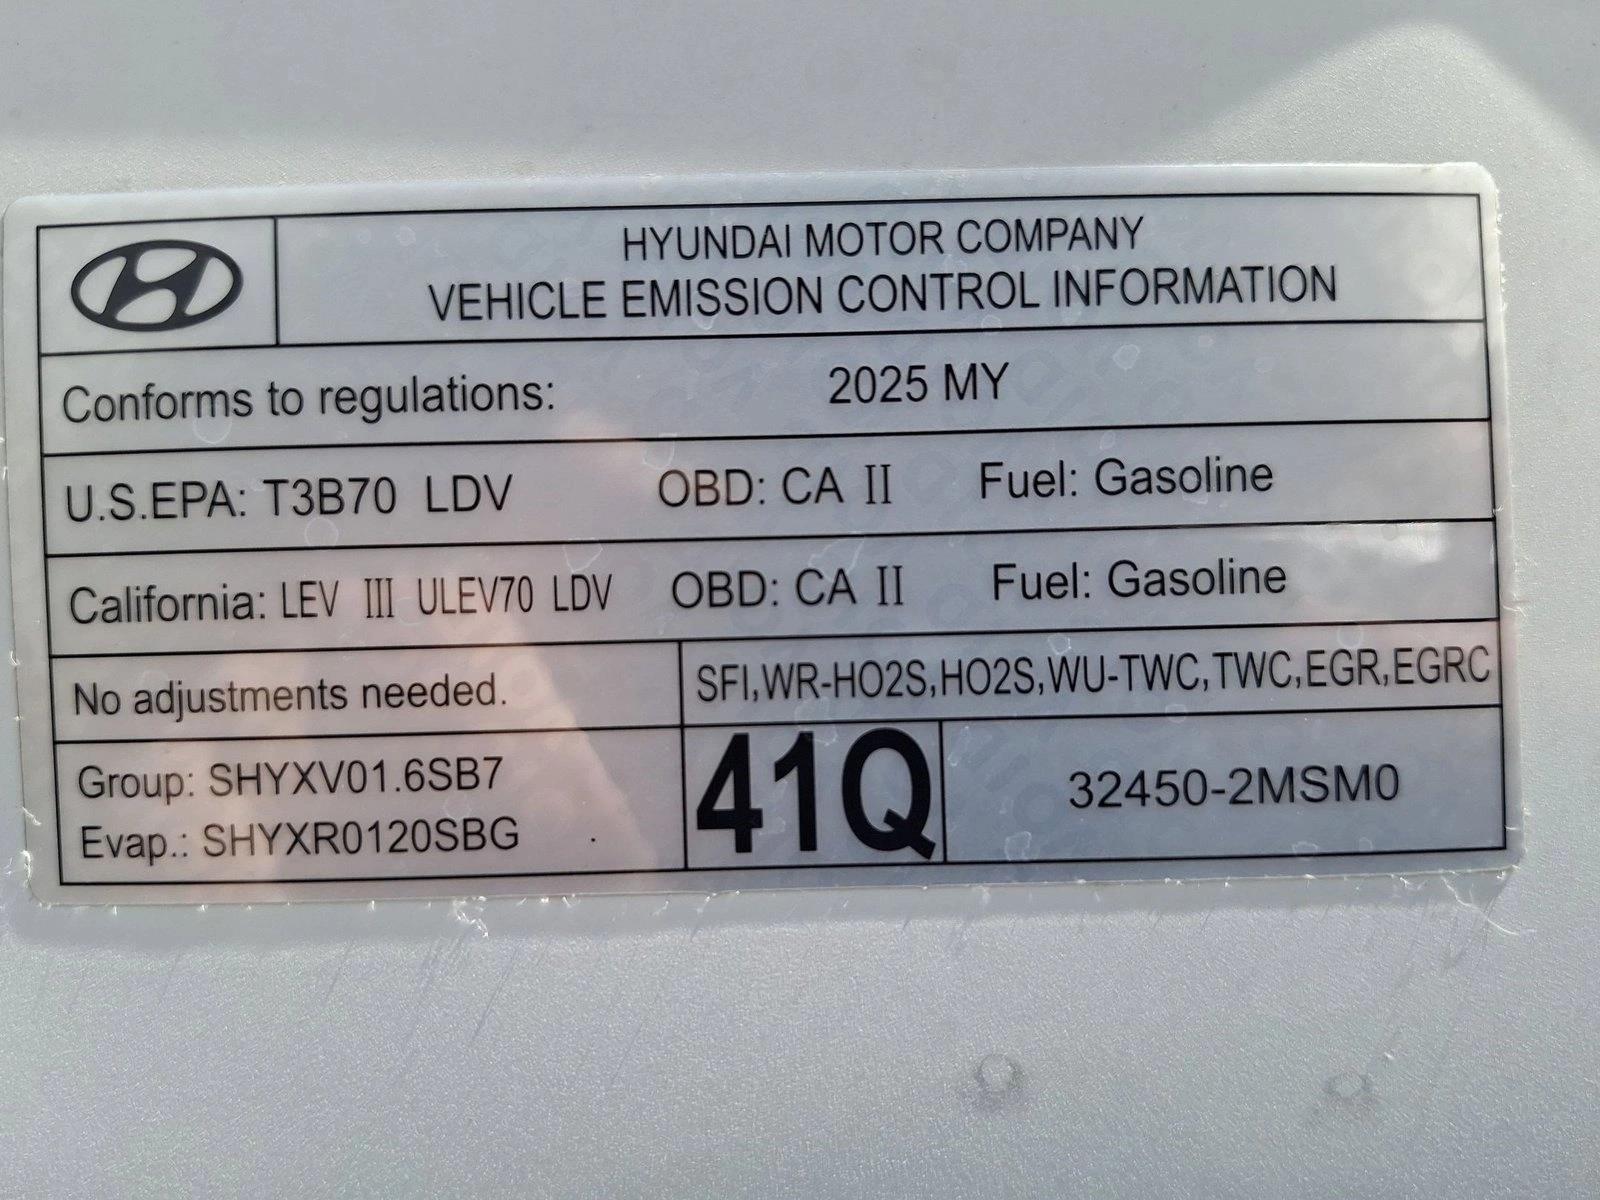 HYUNDAI MOTOR COMPANY
VEHICLE EMISSION CONTROL INFORMATION
Conforms to regulations: 2025 MY
U.S.EPA: T3B70 LDV OBD: CA II Fuel: Gasoline
California: LEV III ULEV70 LDV OBD: CA II Fuel: Gasoline
No adjustments needed. SFI,WR-HO2S,HO2S,WU-TWC,TWC,EGR,EGRC
Group: SHYXV01.6SB7
Evap.: SHYXR0120SBG
41Q
32450-2MSM0